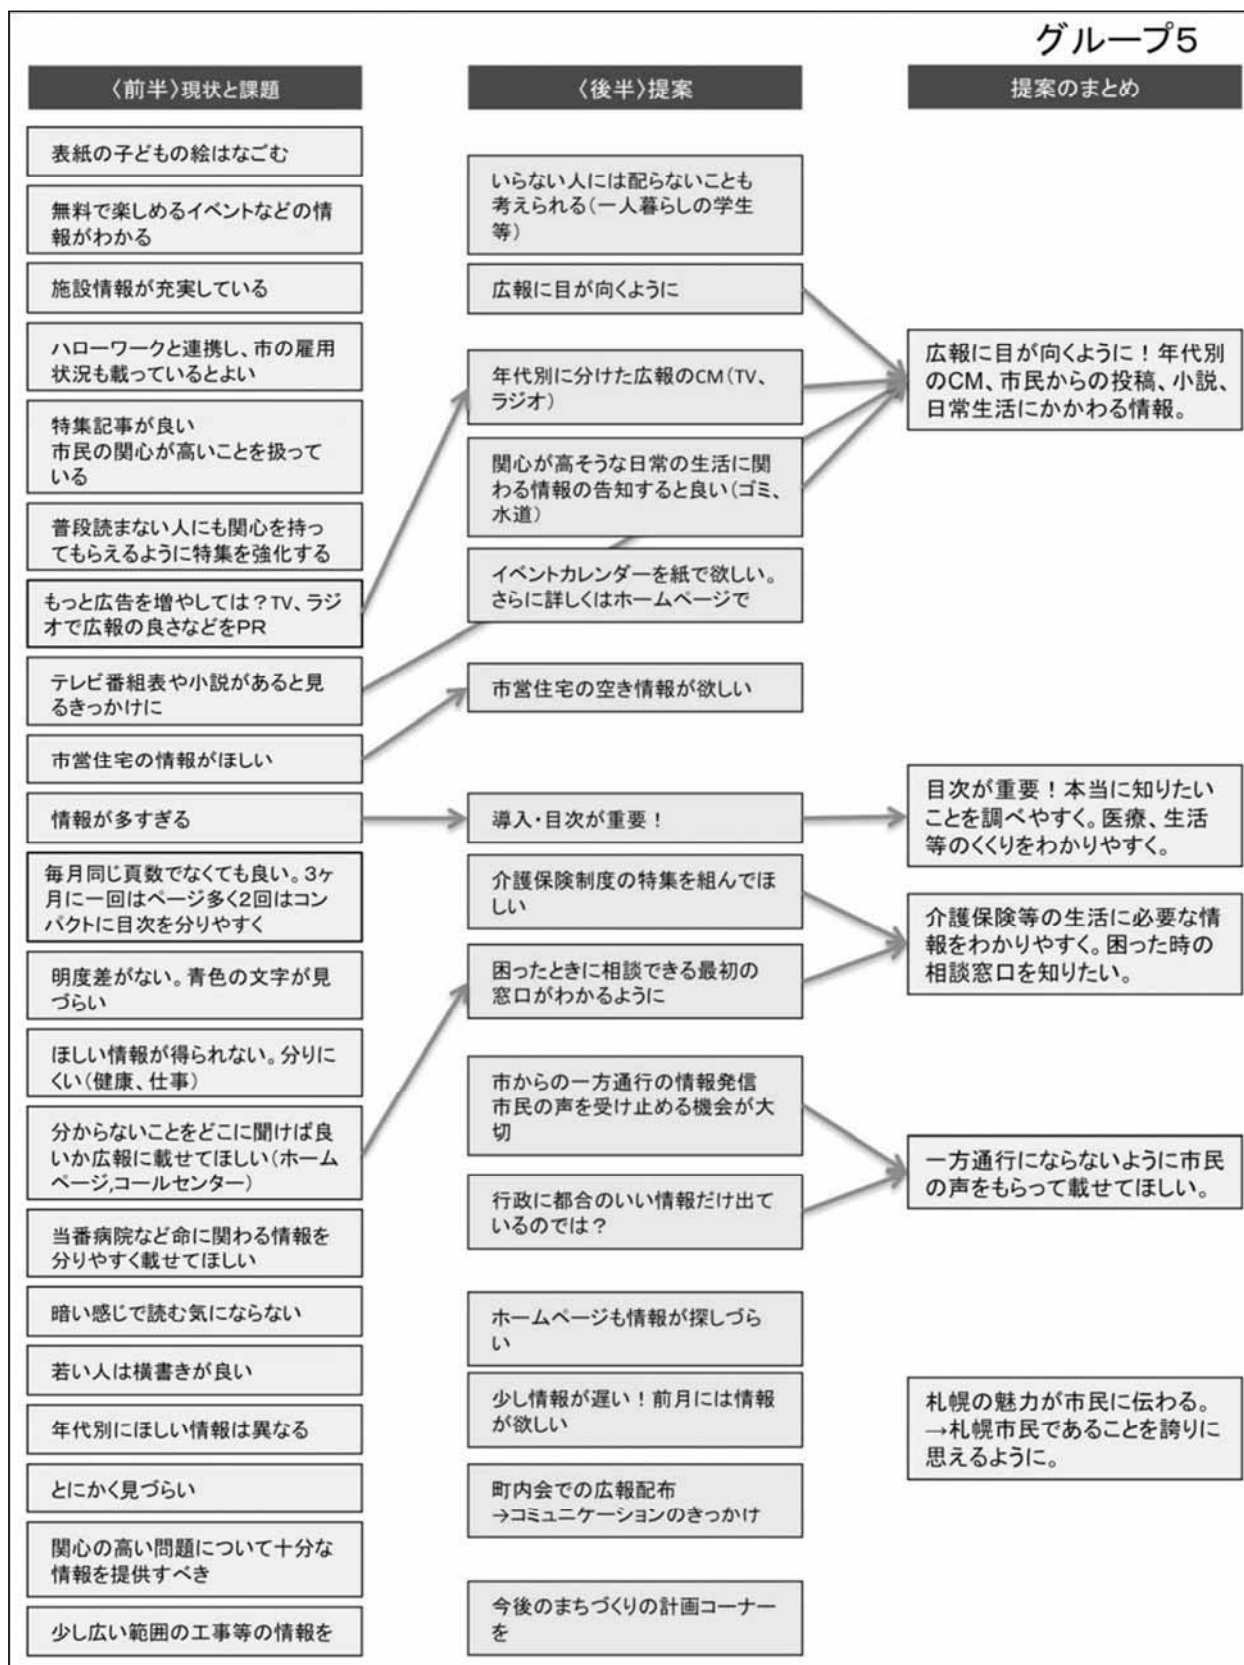 グループ5
〈前半〉現状と課題
表紙の子どもの絵はなごむ
無料で楽しめるイベントなどの情
報がわかる
施設情報が充実している
ハローワークと連携し、市の雇用
状況も載っているとよい
特集記事が良い
市民の関心が高いことを扱って
いる
普段読まない人にも関心を持っ
てもらえるように特集を強化する
もっと広告を増やしては？TV、ラジ
オで広報の良さなどをPR
テレビ番組表や小説があると見
るきっかけに
市営住宅の情報がほしい
情報が多すぎる
毎月同じ頁数でなくても良い。3ヶ
月に一回はページ多く2回はコン
パクトに目次を分りやすく
明度差がない。青色の文字が見
づらい
ほしい情報が得られない。分りに
くい(健康、仕事)
分からないことをどこに聞けば良
いか広報に載せてほしい(ホーム
ページ,コールセンター)
当番病院など命に関わる情報を
分りやすく載せてほしい
暗い感じで読む気にならない
若い人は横書きが良い
年代別にほしい情報は異なる
とにかく見づらい
関心の高い問題について十分な
情報を提供すべき
少し広い範囲の工事等の情報を
〈後半〉提案
いらない人には配らないことも
考えられる(一人暮らしの学生
等)
広報に目が向くように
年代別に分けた広報のCM(TV、
ラジオ)
関心が高そうな日常の生活に関
わる情報の告知すると良い(ゴミ、
水道)
イベントカレンダーを紙で欲しい。
さらに詳しくはホームページで
市営住宅の空き情報が欲しい
導入・目次が重要！
介護保険制度の特集を組んでほ
しい
困ったときに相談できる最初の
窓口がわかるように
市からの一方通行の情報発信
市民の声を受け止める機会が大
切
行政に都合のいい情報だけ出て
いるのでは？
ホームページも情報が探しづら
い
少し情報が遅い！前月には情報
が欲しい
町内会での広報配布
→コミュニケーションのきっかけ
今後のまちづくりの計画コーナー
を
提案のまとめ
広報に目が向くように！年代別
のCM、市民からの投稿、小説、
日常生活にかかわる情報。
目次が重要！本当に知りたい
ことを調べやすく。医療、生活
等のくくりをわかりやすく。
介護保険等の生活に必要な情
報をわかりやすく。困った時の
相談窓口を知りたい。
一方通行にならないように市民
の声をもらって載せてほしい。
札幌の魅力が市民に伝わる。
→札幌市民であることを誇りに
思えるように。